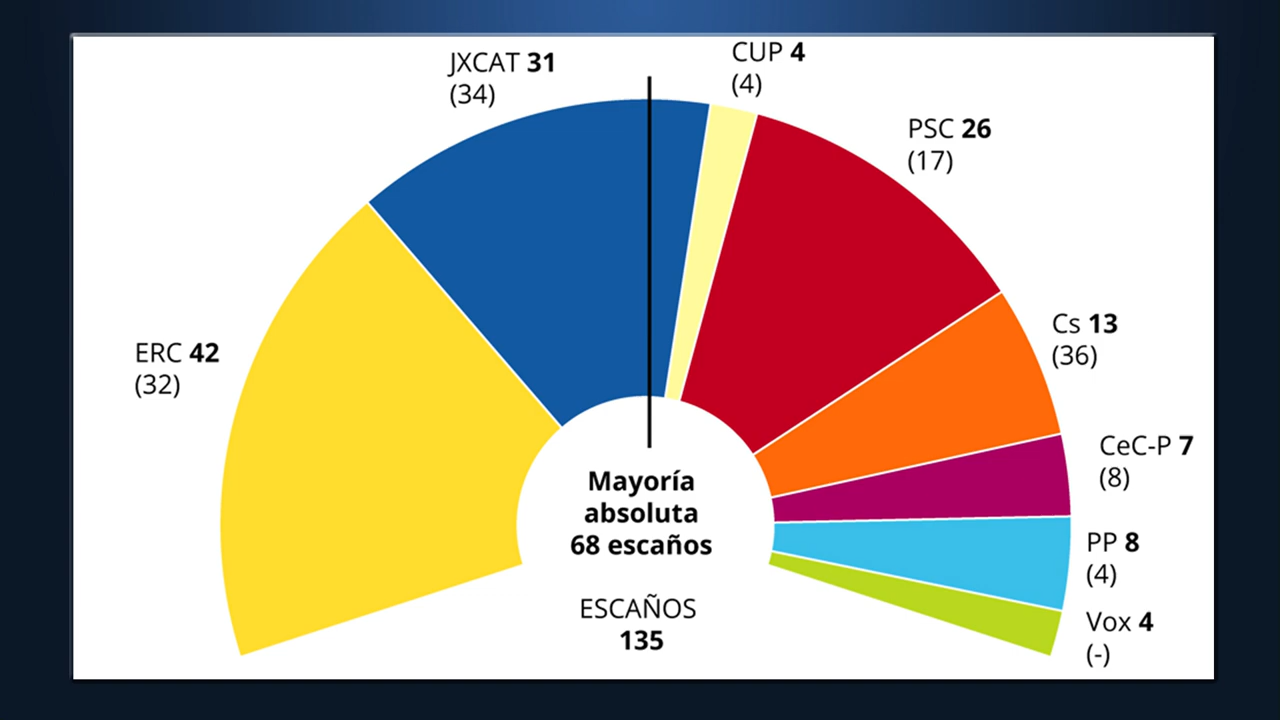 JXCAT 31
(34)
CUP 4
(4)
PSC 26
(17)
ERC 42
(32)
Cs 13
(36)
CeC-P 7
(8)
PP 8
(4)
Vox 4
(-)
Mayoría
absoluta
68 escaños
ESCAÑOS
135